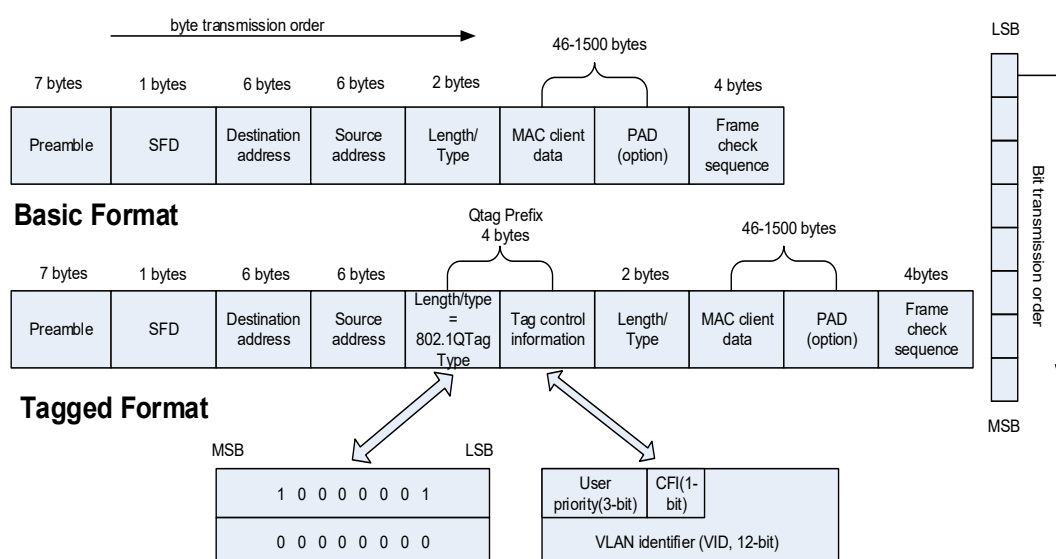 byte transmission order
46-1500 bytes
7 bytes
1 bytes
6 bytes
6 bytes
2 bytes
4 bytes
Preamble
SFD
Destination
address
Source
address
Length/
Type
MAC client
data
PAD
(option)
Frame
check
sequence
Basic Format
Qtag Prefix
4 bytes
46-1500 bytes
7 bytes
1 bytes
6 bytes
6 bytes
2 bytes
4bytes
Preamble
SFD
Destination
address
Source
address
Length/type
=
802.1QTag
Type
Tag control
information
Length/
Type
MAC client
data
PAD
(option)
Frame
check
sequence
Tagged Format
MSB
LSB
1 0 0 0 0 0 0 1
0 0 0 0 0 0 0 0
User
priority(3-bit)
CFI(1-
bit)
VLAN identifier (VID, 12-bit)
LSB
Bit transmission order
MSB